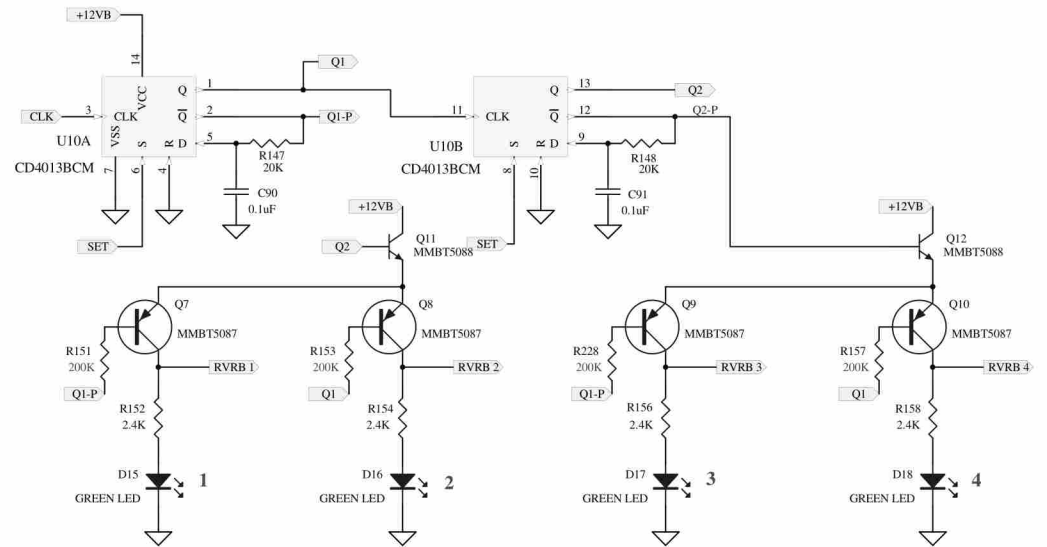 +12VB
14
VCC
Q
1
Q1
CLK
3
CLK
Q
2
Q1-P
VSS
S
R
D
5
U10A
CD4013BCM
7
6
4
R147
20K
C90
0.1uF
SET
Q
13
Q2
11
CLK
Q
12
Q2-P
S
R
D
9
U10B
CD4013BCM
8
10
R148
20K
C91
0.1uF
SET
+12VB
Q11
MMBT5088
Q2
+12VB
Q12
MMBT5088
Q7
MMBT5087
R151
200K
Q1-P
RVRB 1
R152
2.4K
D15
GREEN LED
1
Q8
MMBT5087
R153
200K
Q1
RVRB 2
R154
2.4K
D16
GREEN LED
2
Q9
MMBT5087
R228
200K
Q1-P
RVRB 3
R156
2.4K
D17
GREEN LED
3
Q10
MMBT5087
R157
200K
Q1
RVRB 4
R158
2.4K
D18
GREEN LED
4